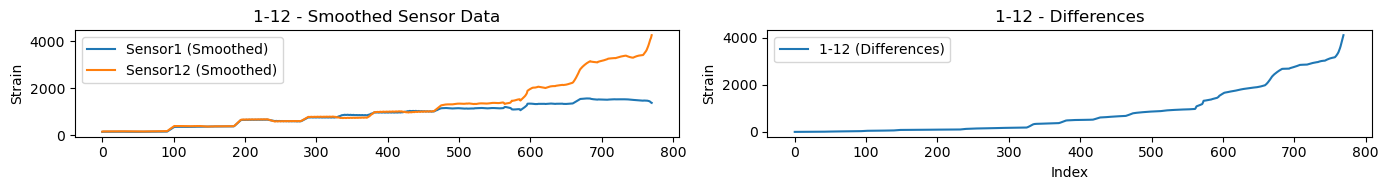 1-12 - Smoothed Sensor Data
Strain
4000
2000
0
Sensor1 (Smoothed)
Sensor12 (Smoothed)
0 100 200 300 400 500 600 700 800
1-12 - Differences
Strain
4000
2000
0
1-12 (Differences)
0 100 200 300 400 500 600 700 800
Index